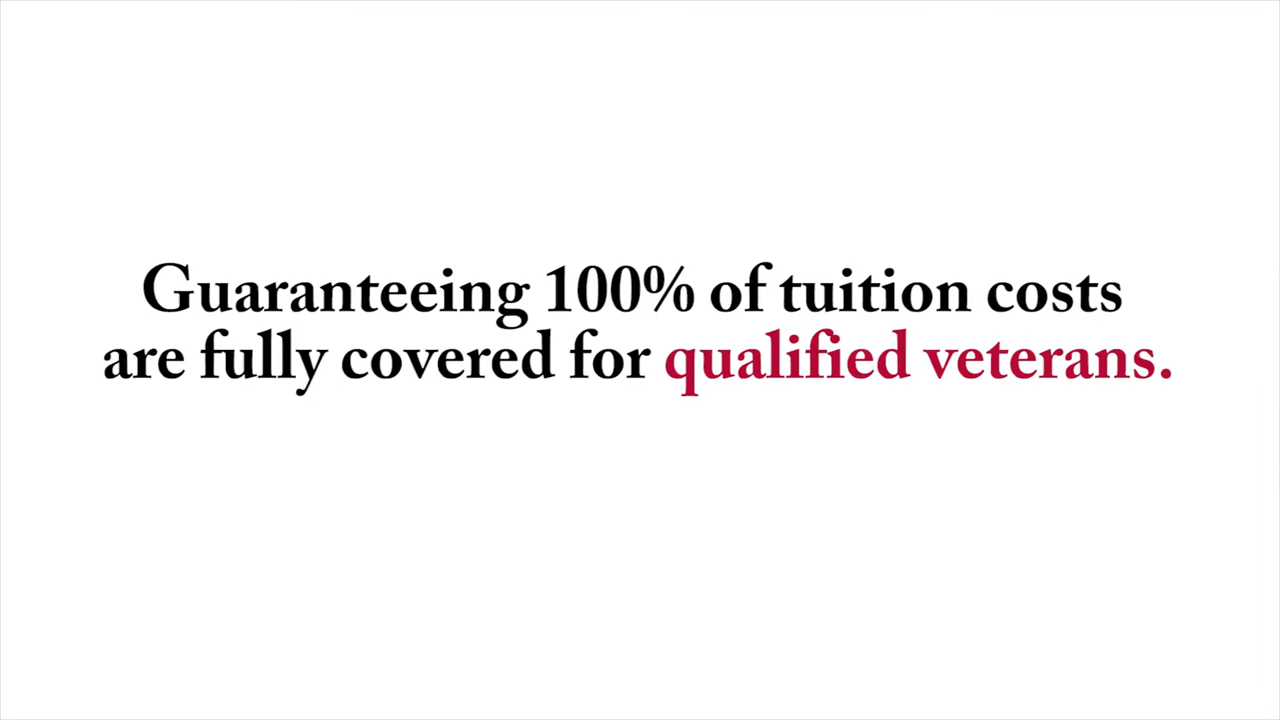 Guaranteeing 100% of tuition costs
are fully covered for qualified veterans.